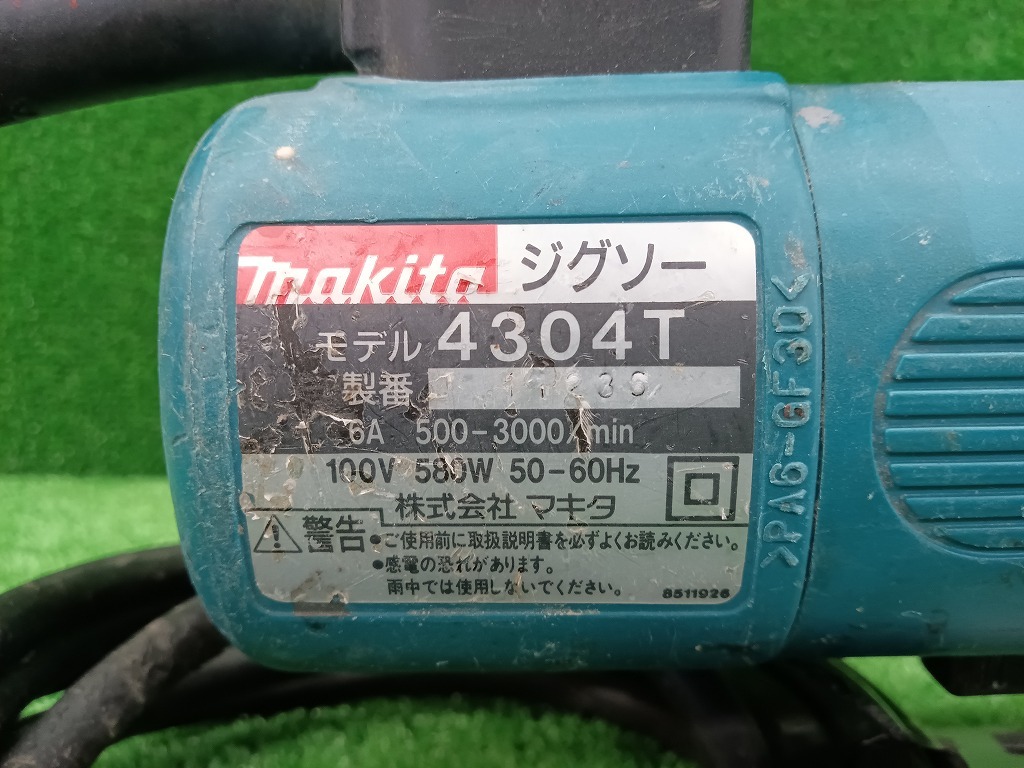 makita ジグソー
モデル 4304T
製番
6A 500-3000/min
100V 580W 50-60Hz
株式会社 マキタ
警告 •ご使用前に取扱説明書を必ずよくお読みください。
•感電の恐れがあります。
雨中では使用しないでください。
8511926
>PA6-GF30<